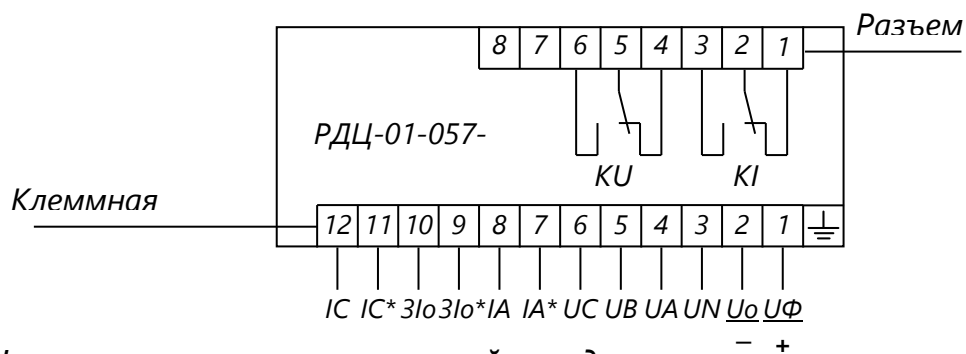 Разъем
8 7 6 5 4 3 2 1
РДЦ-01-057-
KU KI
Клеммная
12 11 10 9 8 7 6 5 4 3 2 1
IC IC* 3Io 3Io* IA IA* UC UB UA UN Uo UФ
– +